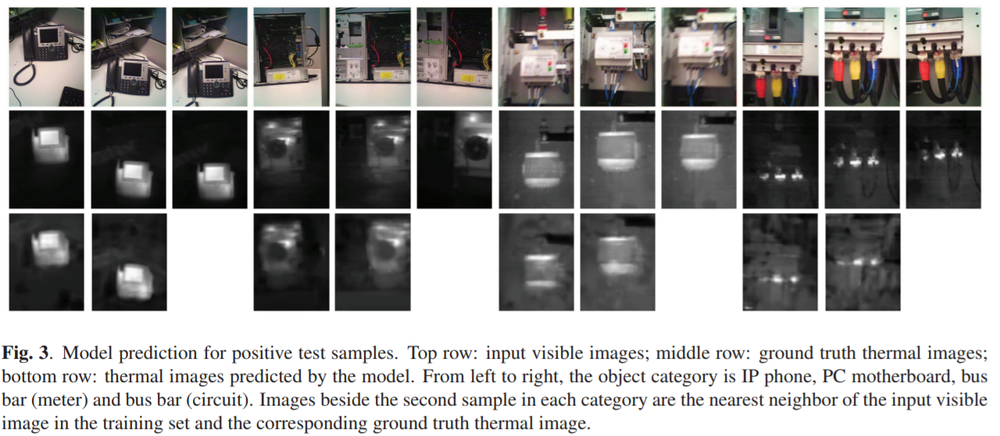 Fig. 3. Model prediction for positive test samples. Top row: input visible images; middle row: ground truth thermal images;
bottom row: thermal images predicted by the model. From left to right, the object category is IP phone, PC motherboard, bus
bar (meter) and bus bar (circuit). Images beside the second sample in each category are the nearest neighbor of the input visible
image in the training set and the corresponding ground truth thermal image.